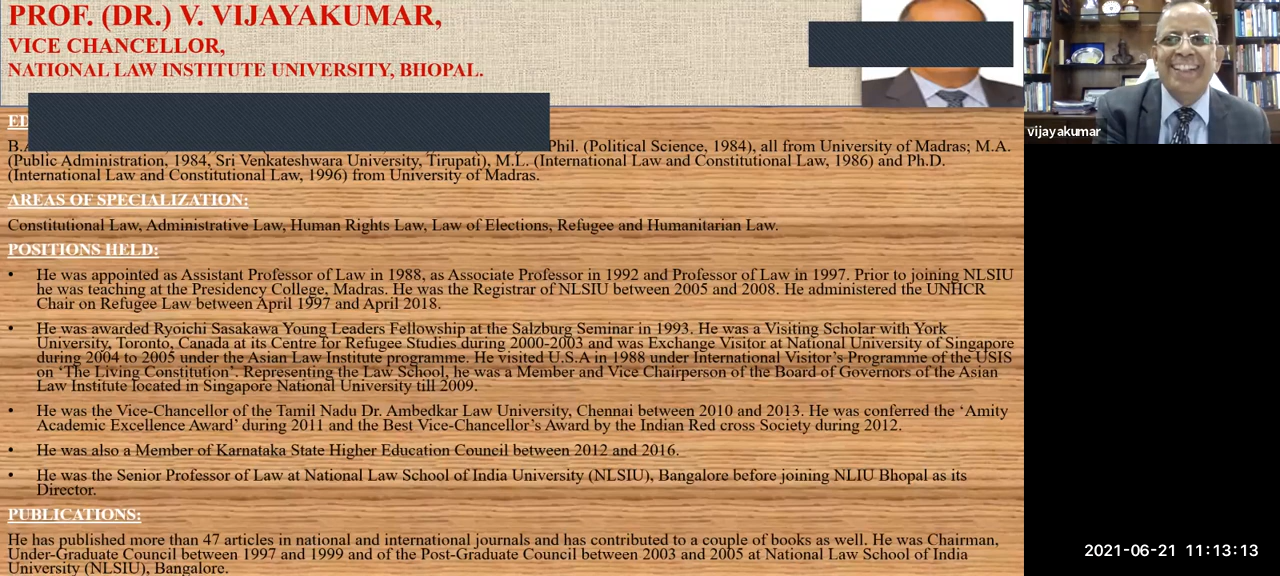 PROF. (DR.) V. VIJAYAKUMAR,
VICE CHANCELLOR,
NATIONAL LAW INSTITUTE UNIVERSITY, BHOPAL.
vijayakumar
Phil. (Political Science, 1984), all from University of Madras; M.A.
(Public Administration, 1984, Sri Venkateshwara University, Tirupati), M.L. (International Law and Constitutional Law, 1986) and Ph.D.
(International Law and Constitutional Law, 1996) from University of Madras.
AREAS OF SPECIALIZATION:
Constitutional Law, Administrative Law, Human Rights Law, Law of Elections, Refugee and Humanitarian Law.
POSITIONS HELD:
• He was appointed as Assistant Professor of Law in 1988, as Associate Professor in 1992 and Professor of Law in 1997. Prior to joining NLSIU
he was teaching at the Presidency College, Madras. He was the Registrar of NLSIU between 2005 and 2008. He administered the UNHCR
Chair on Refugee Law between April 1997 and April 2018.
• He was awarded Ryoichi Sasakawa Young Leaders Fellowship at the Salzburg Seminar in 1993. He was a Visiting Scholar with York
University, Toronto, Canada at its Centre for Refugee Studies during 2000-2003 and was Exchange Visitor at National University of Singapore
during 2004 to 2005 under the Asian Law Institute programme. He visited U.S.A in 1988 under International Visitor's Programme of the USIS
on ‘The Living Constitution’. Representing the Law School, he was a Member and Vice Chairperson of the Board of Governors of the Asian
Law Institute located in Singapore National University till 2009.
• He was the Vice-Chancellor of the Tamil Nadu Dr. Ambedkar Law University, Chennai between 2010 and 2013. He was conferred the ‘Amity
Academic Excellence Award’ during 2011 and the Best Vice-Chancellor’s Award by the Indian Red cross Society during 2012.
• He was also a Member of Karnataka State Higher Education Council between 2012 and 2016.
• He was the Senior Professor of Law at National Law School of India University (NLSIU), Bangalore before joining NLIU Bhopal as its
Director.
PUBLICATIONS:
He has published more than 47 articles in national and international journals and has contributed to a couple of books as well. He was Chairman,
Under-Graduate Council between 1997 and 1999 and of the Post-Graduate Council between 2003 and 2005 at National Law School of India
University (NLSIU), Bangalore.
2021-06-21 11:13:13